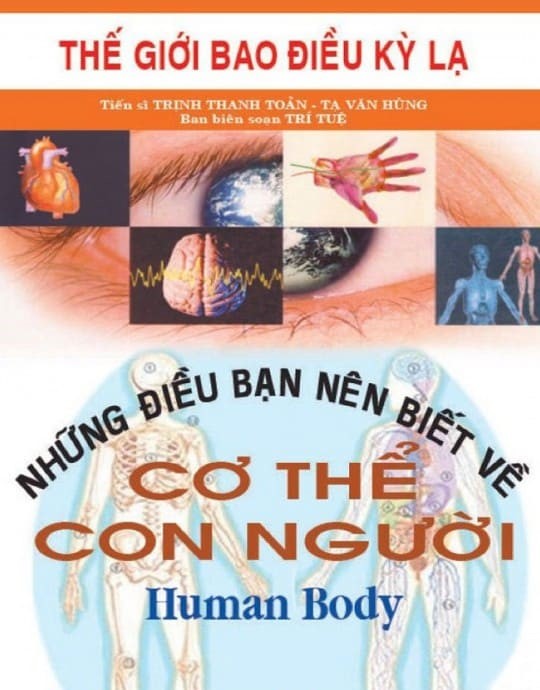 THẾ GIỚI BAO ĐIỀU KỲ LẠ
Tiến sĩ TRỊNH THANH TOẢN - TẠ VĂN HÙNG
Ban biên soạn TRÍ TUỆ
NHỮNG ĐIỀU BẠN NÊN BIẾT VỀ
CƠ THỂ
CON NGƯỜI
Human Body